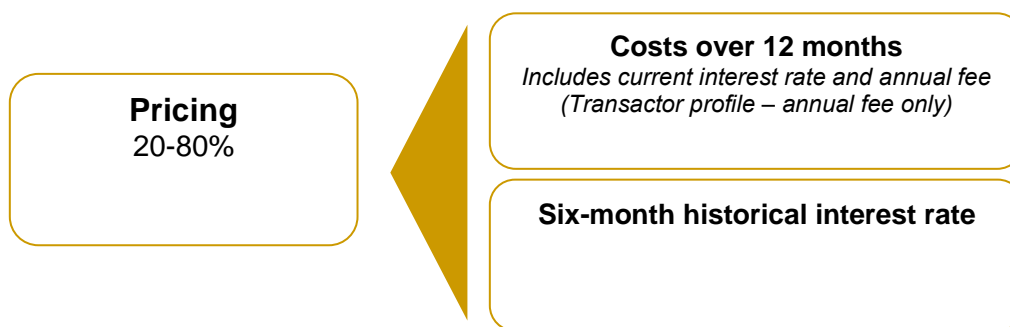 Pricing
20-80%
Costs over 12 months
Includes current interest rate and annual fee
(Transactor profile – annual fee only)
Six-month historical interest rate